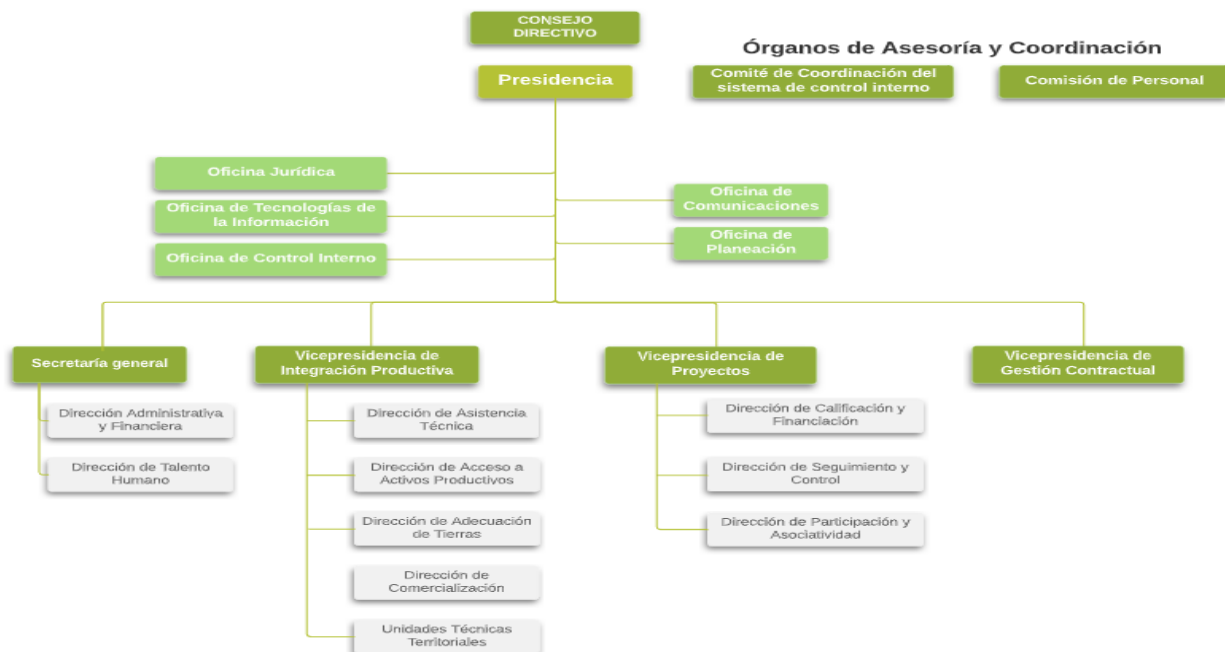 CONSEJO
DIRECTIVO
Órganos de Asesoría y Coordinación
Presidencia
Comité de Coordinación del
sistema de control interno
Comisión de Personal
Oficina Jurídica
Oficina de Tecnologías de
la Información
Oficina de Control Interno
Oficina de
Comunicaciones
Oficina de
Planeación
Secretaría general
Dirección Administrativa
y Financiera
Dirección de Talento
Humano
Vicepresidencia de
Integración Productiva
Dirección de Asistencia
Técnica
Dirección de Acceso a
Activos Productivos
Dirección de Adecuación
de Tierras
Dirección de
Comercialización
Unidades Técnicas
Territoriales
Vicepresidencia de
Proyectos
Dirección de Calificación y
Financiación
Dirección de Seguimiento y
Control
Dirección de Participación y
Asociatividad
Vicepresidencia de
Gestión Contractual